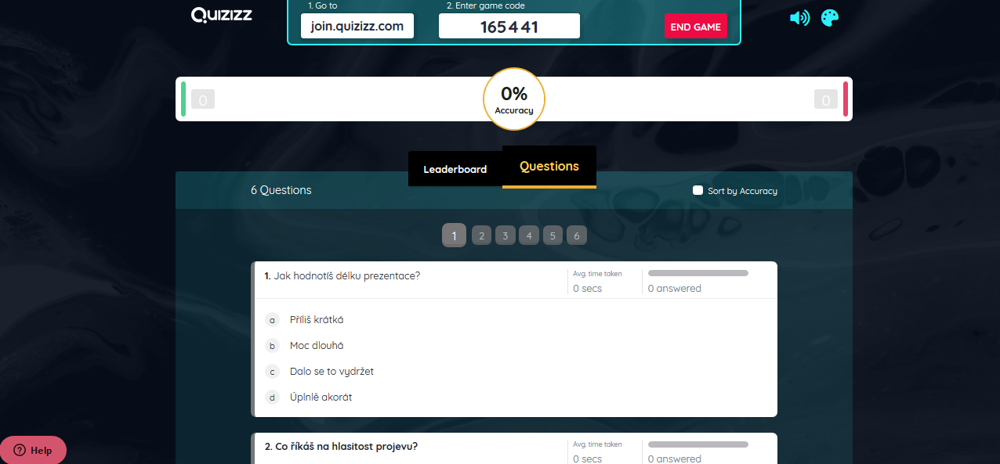 Quizizz
1. Go to
2. Enter game code
join.quizizz.com
165441
END GAME
0
0%
Accuracy
0
Leaderboard
Questions
6 Questions
Sort by Accuracy
1 2 3 4 5 6
1. Jak hodnotíš délku prezentace?
Avg. time taken
0 secs
0 answered
a Příliš krátká
b Moc dlouhá
c Dalo se to vydržet
d Úplně akorát
2. Co říkáš na hlasitost projevu?
Avg. time taken
0 secs
0 answered
Help